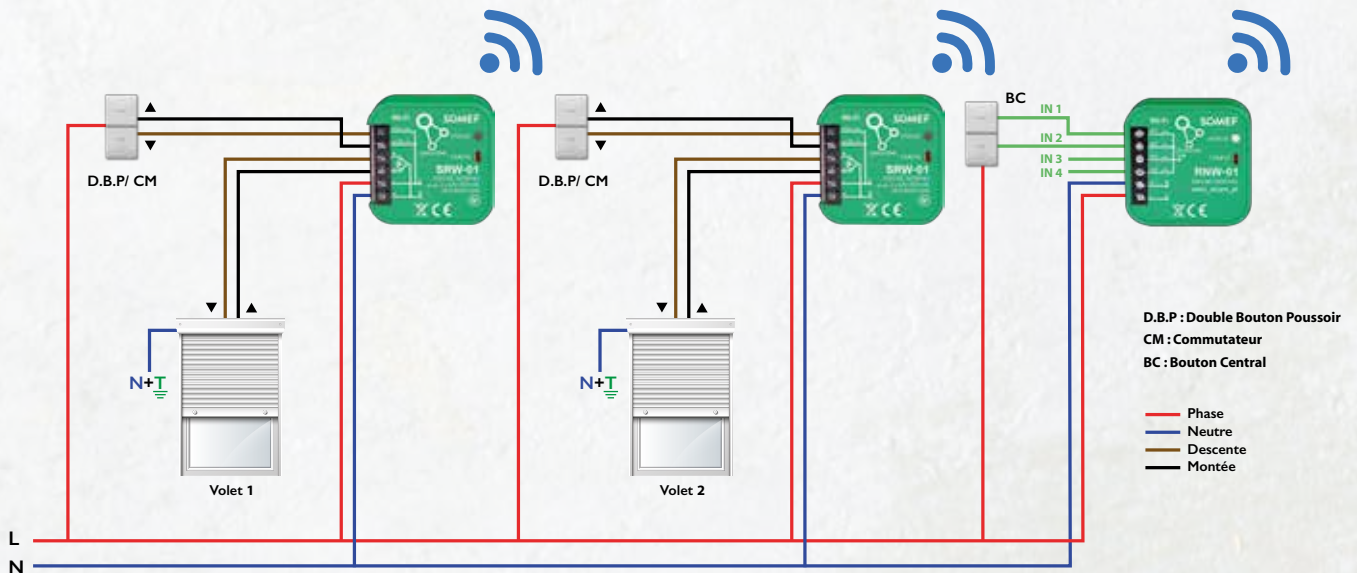 SOMEF
SRW-01
D.B.P/ CM
N+T
Volet 1
SOMEF
SRW-01
D.B.P/ CM
N+T
Volet 2
BC
IN 1
IN 2
IN 3
IN 4
SOMEF
RNW-01
D.B.P : Double Bouton Poussoir
CM : Commutateur
BC : Bouton Central
Phase
Neutre
Descente
Montée
L
N